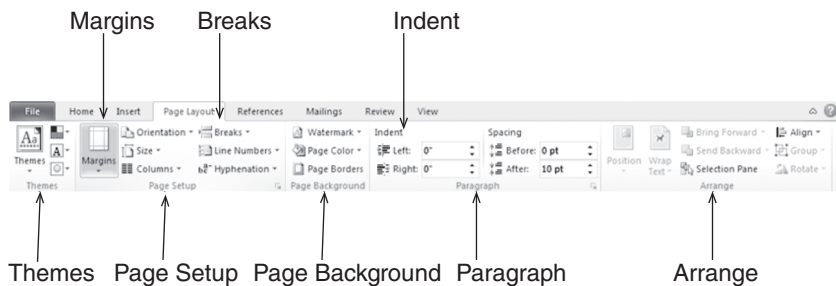 Margins Breaks Indent
File Home Insert Page Layout References Mailings Review View
Themes Margins Orientation Breaks Watermark Indent Spacing Position Wrap Text Bring Forward Align
Size Line Numbers Page Color Left: 0" Before: 0 pt Send Backward Group
Columns Hyphenation Page Borders Right: 0" After: 10 pt Selection Pane Rotate
Themes Page Setup Page Background Paragraph Arrange
Themes Page Setup Page Background Paragraph Arrange